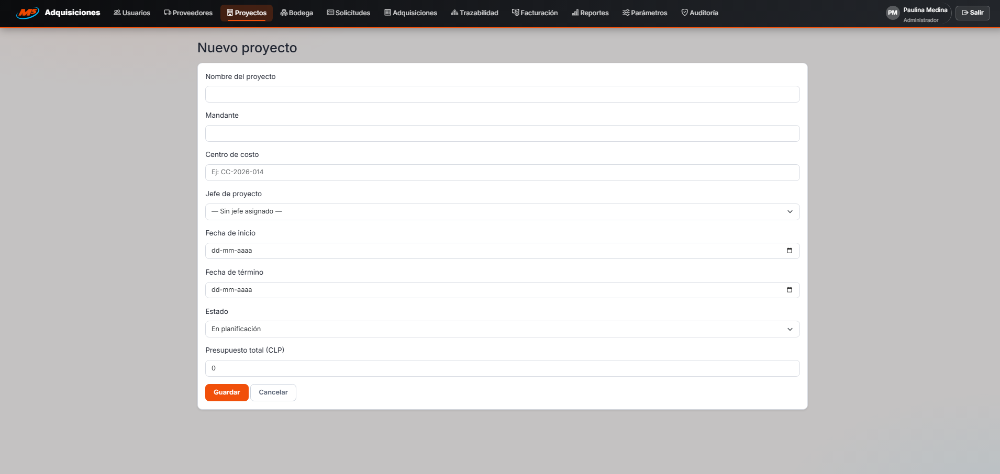 M5 Adquisiciones Usuarios Proveedores Proyectos Bodega Solicitudes Adquisiciones Trazabilidad Facturación Reportes Parámetros Auditoría PM Paulina Medina Salir
Administrador
Nuevo proyecto
Nombre del proyecto
Mandante
Centro de costo
Ej: CC-2026-014
Jefe de proyecto
— Sin jefe asignado —
Fecha de inicio
dd-mm-aaaa
Fecha de término
dd-mm-aaaa
Estado
En planificación
Presupuesto total (CLP)
0
Guardar Cancelar